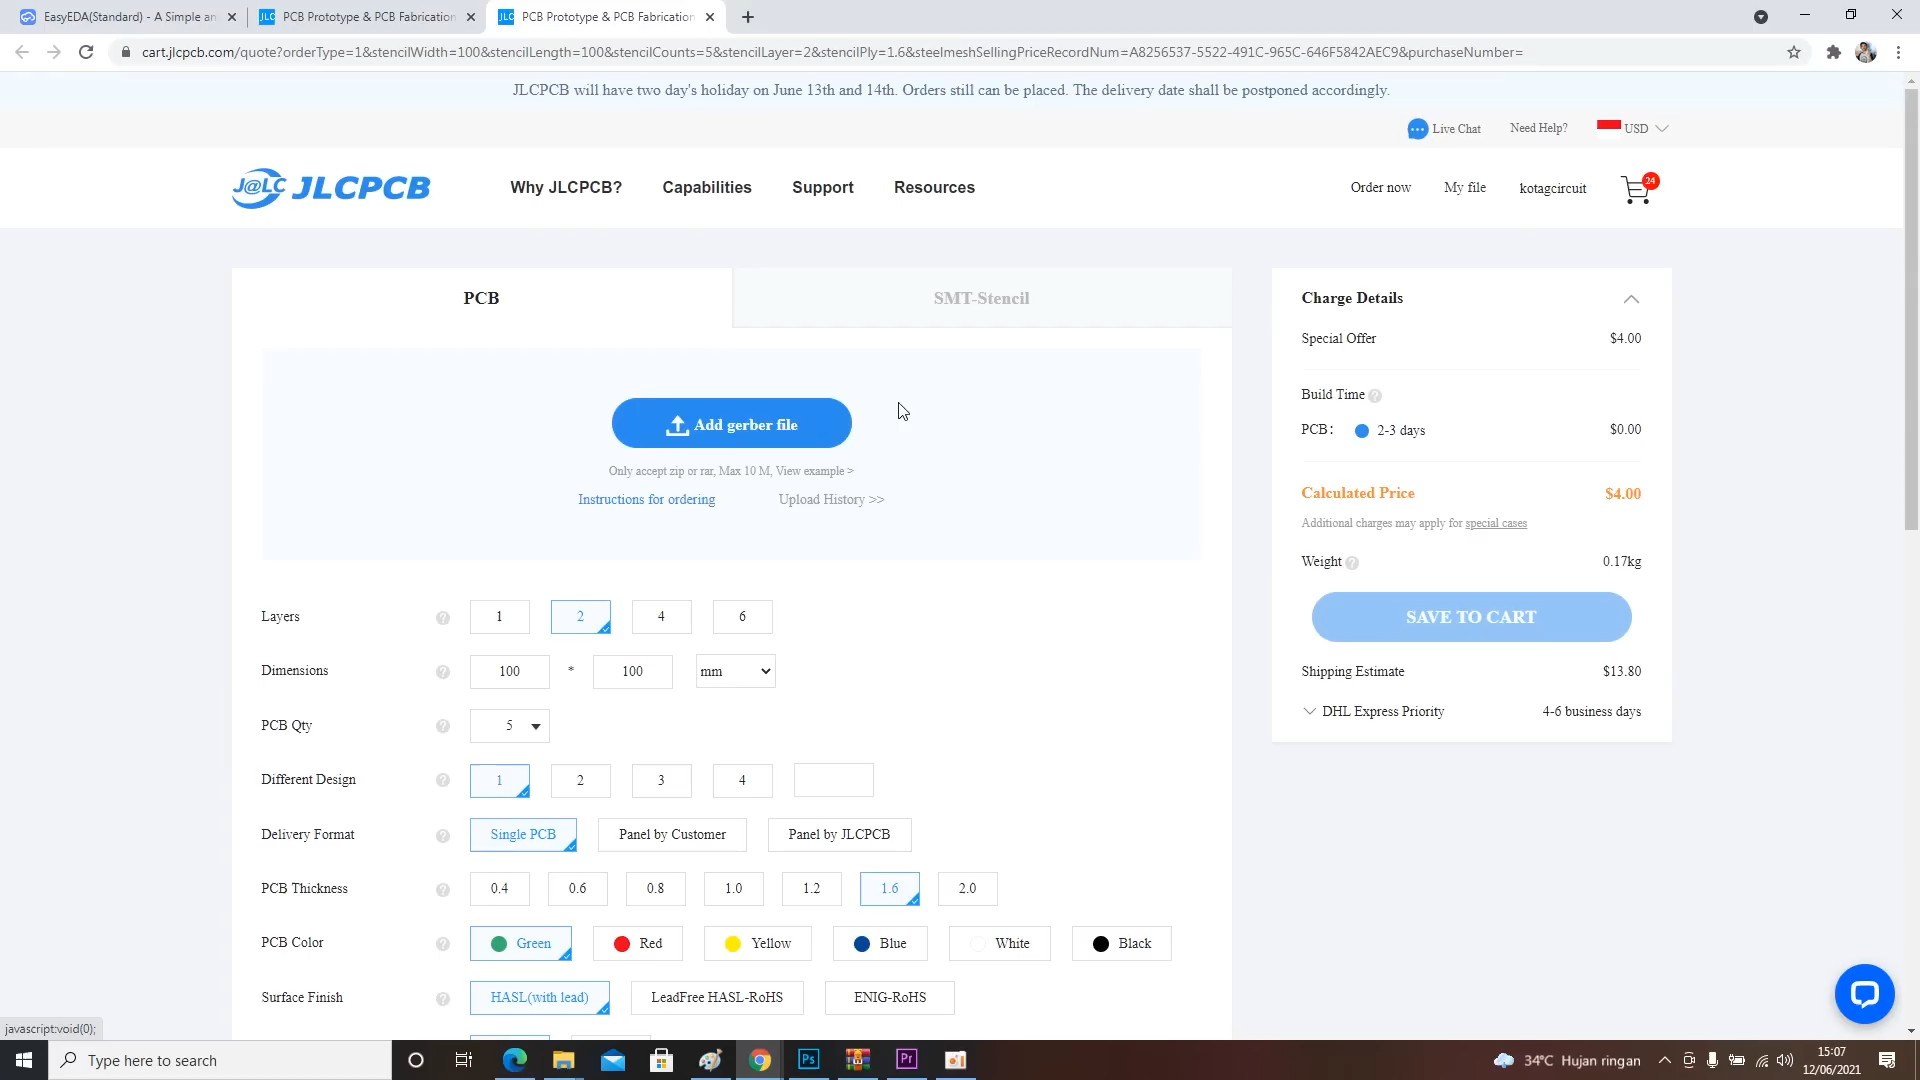 EasyEDA(Standard) - A Simple an
PCB Prototype & PCB Fabrication
PCB Prototype & PCB Fabrication
cart.jlcpcb.com/quote?orderType=1&stencilWidth=100&stencilLength=100&stencilCounts=5&stencilLayer=2&stencilPly=1.6&steelmeshSellingPriceRecordNum=A8256537-5522-491C-965C-646F5842AEC9&purchaseNumber=
JLCPCB will have two day's holiday on June 13th and 14th. Orders still can be placed. The delivery date shall be postponed accordingly.
Live Chat Need Help? USD
J@LC JLCPCB Why JLCPCB? Capabilities Support Resources Order now My file kotagcircuit 24
PCB SMT-Stencil
Add gerber file
Only accept zip or rar, Max 10 M, View example >
Instructions for ordering Upload History >>
Layers ? 1 2 4 6
Dimensions ? 100 * 100 mm
PCB Qty ? 5
Different Design ? 1 2 3 4
Delivery Format ? Single PCB Panel by Customer Panel by JLCPCB
PCB Thickness ? 0.4 0.6 0.8 1.0 1.2 1.6 2.0
PCB Color ? Green Red Yellow Blue White Black
Surface Finish ? HASL(with lead) LeadFree HASL-RoHS ENIG-RoHS
Charge Details
Special Offer $4.00
Build Time ?
PCB: 2-3 days $0.00
Calculated Price $4.00
Additional charges may apply for special cases
Weight ? 0.17kg
SAVE TO CART
Shipping Estimate $13.80
DHL Express Priority 4-6 business days
javascript:void(0);
Type here to search
Ps
Pr
34°C Hujan ringan
15:07
12/06/2021